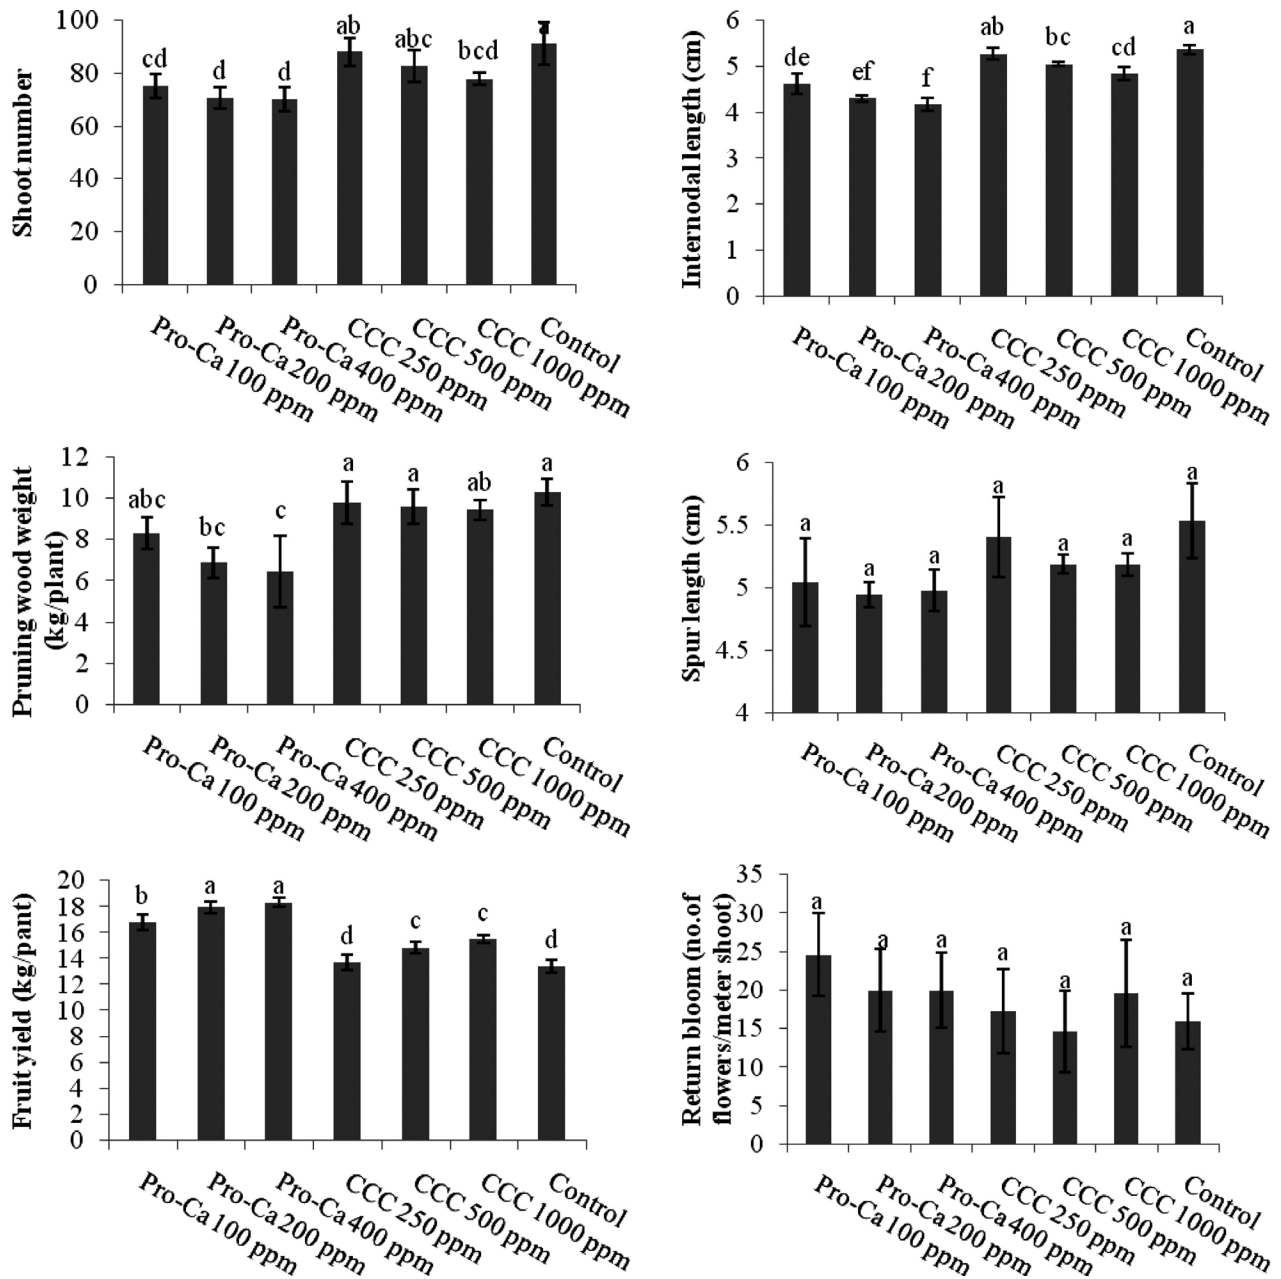 Shoot number
100
80
60
40
20
0
cd
d
d
ab
abc
bcd
a
Pro-Ca 100 ppm
Pro-Ca 200 ppm
Pro-Ca 400 ppm
CCC 250 ppm
CCC 500 ppm
CCC 1000 ppm
Control
Internodal length (cm)
6
5
4
3
2
1
0
de
ef
f
ab
bc
cd
a
Pro-Ca 100 ppm
Pro-Ca 200 ppm
Pro-Ca 400 ppm
CCC 250 ppm
CCC 500 ppm
CCC 1000 ppm
Control
Pruning wood weight
(kg/plant)
12
10
8
6
4
2
0
abc
bc
c
a
a
ab
a
Pro-Ca 100 ppm
Pro-Ca 200 ppm
Pro-Ca 400 ppm
CCC 250 ppm
CCC 500 ppm
CCC 1000 ppm
Control
Spur length (cm)
6
5.5
5
4.5
4
a
a
a
a
a
a
a
Pro-Ca 100 ppm
Pro-Ca 200 ppm
Pro-Ca 400 ppm
CCC 250 ppm
CCC 500 ppm
CCC 1000 ppm
Control
Fruit yield (kg/pant)
20
18
16
14
12
10
8
6
4
2
0
b
a
a
d
c
c
d
Pro-Ca 100 ppm
Pro-Ca 200 ppm
Pro-Ca 400 ppm
CCC 250 ppm
CCC 500 ppm
CCC 1000 ppm
Control
Return bloom (no.of
flowers/meter shoot)
35
30
25
20
15
10
5
0
a
a
a
a
a
a
a
Pro-Ca 100 ppm
Pro-Ca 200 ppm
Pro-Ca 400 ppm
CCC 250 ppm
CCC 500 ppm
CCC 1000 ppm
Control